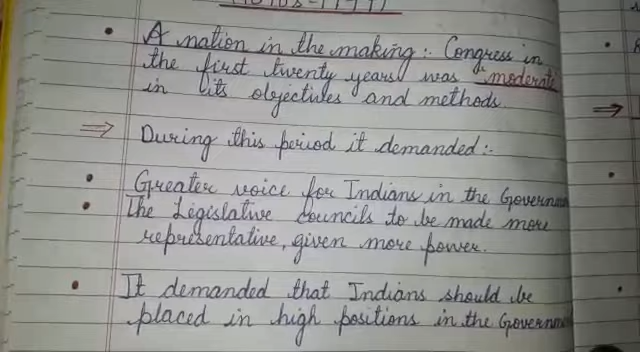 • A nation in the making :- Congress in
the first twenty years was "moderate
in its objectives and methods.
⇒ During this period it demanded :-
• Greater voice for Indians in the Governm
• The Legislative Councils to be made more
representative, given more power.
• It demanded that Indians should be
placed in high positions in the Governm